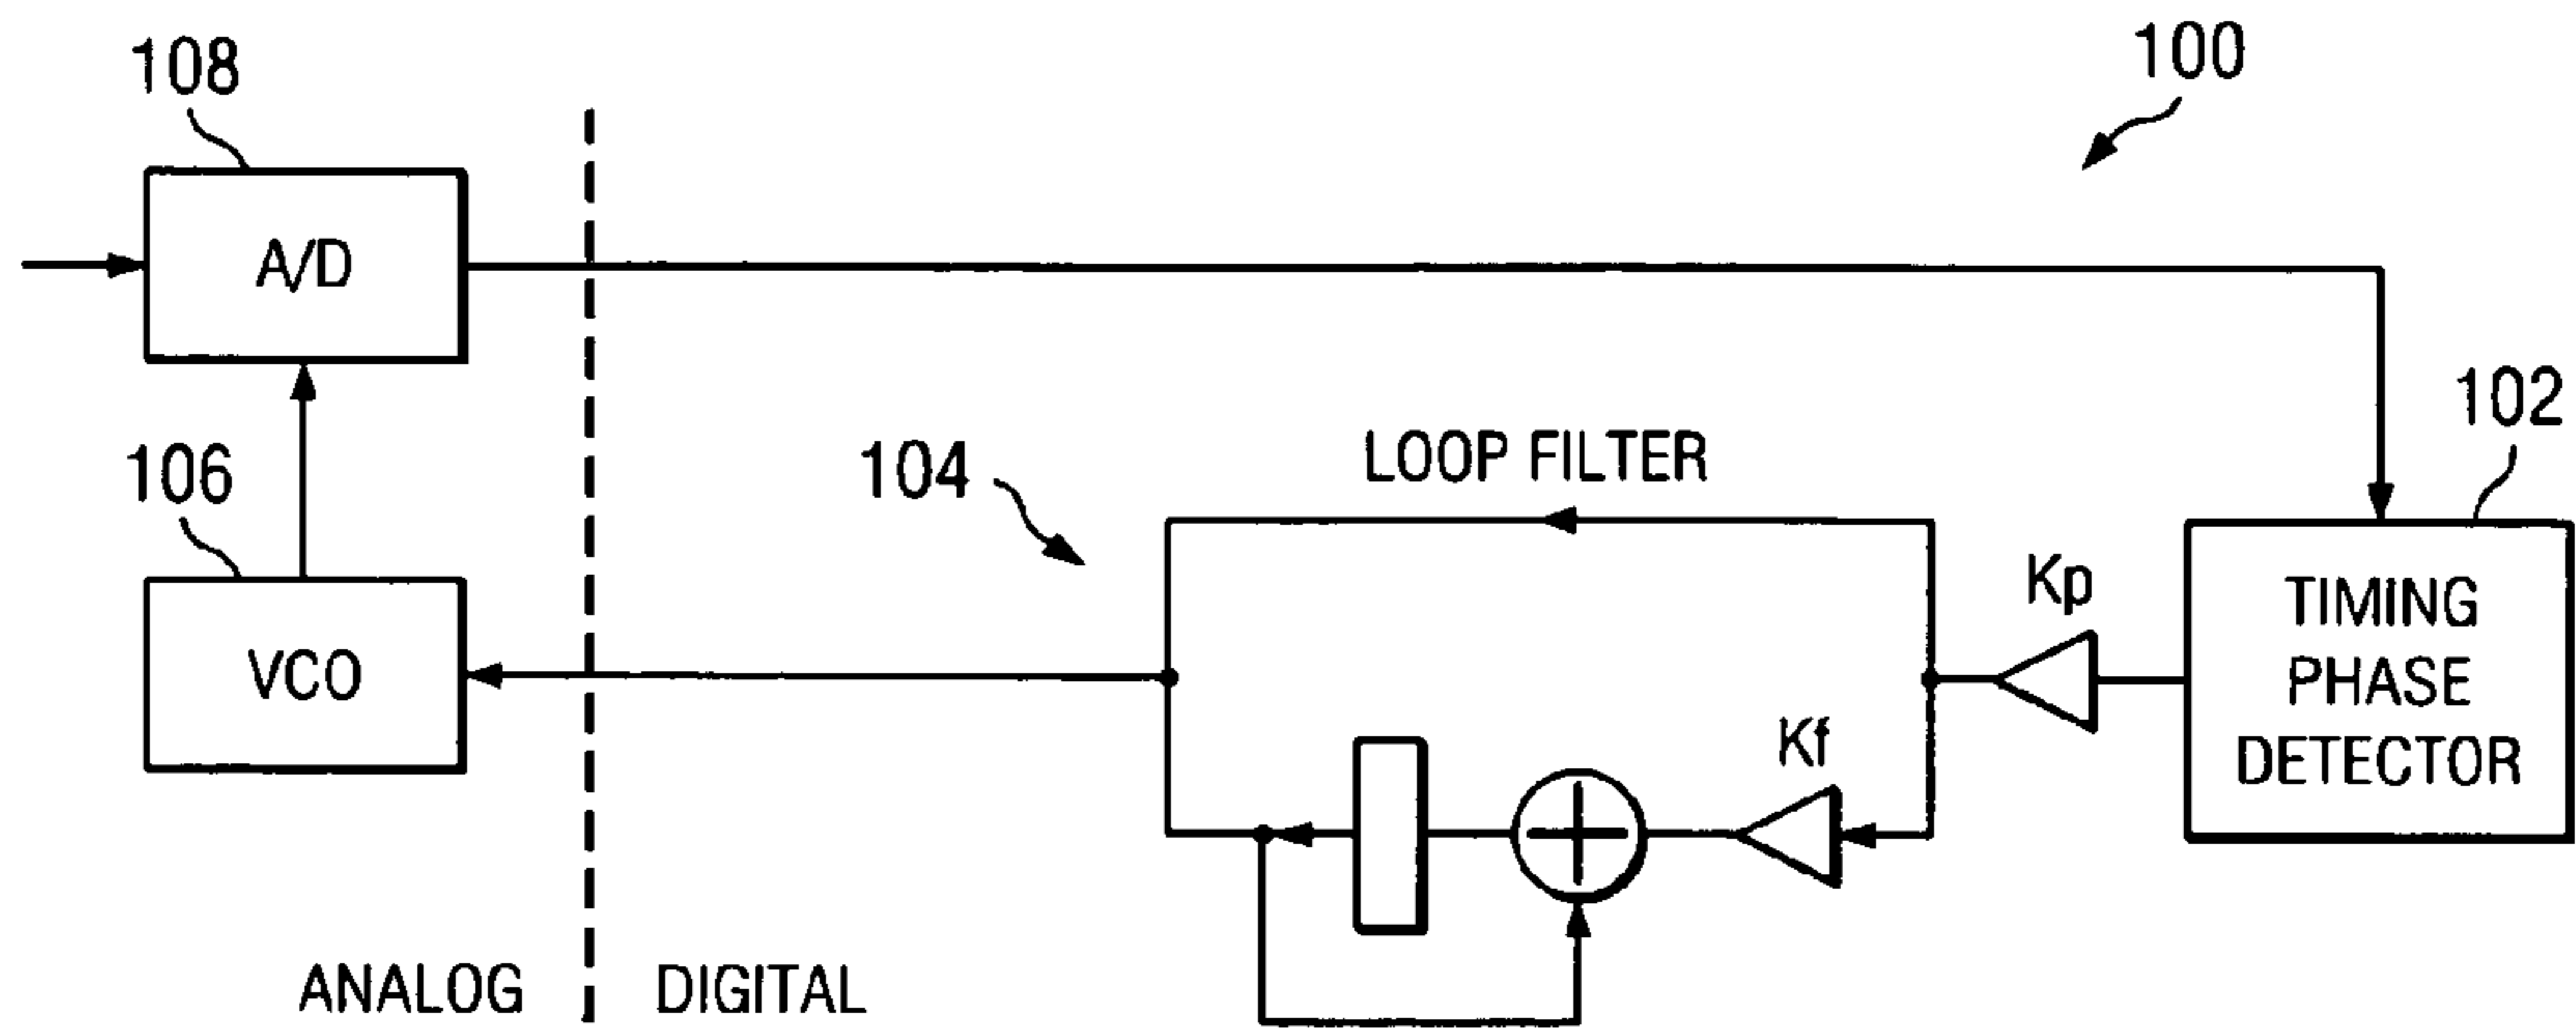 108
100
A/D
102
LOOP FILTER
104
106
Kp
TIMING
PHASE
DETECTOR
VCO
Kf
ANALOG
DIGITAL